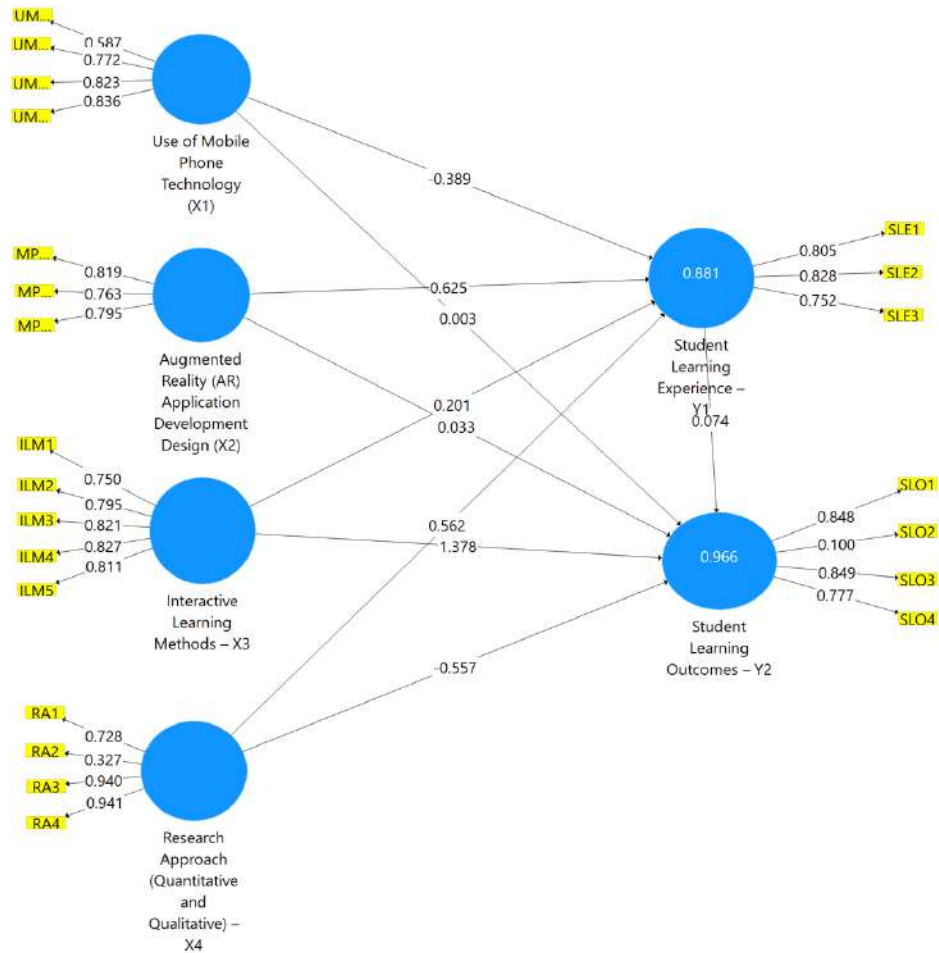 UM...
UM...
UM...
UM...
0.587
0.772
0.823
0.836
Use of Mobile
Phone
Technology
(X1)
-0.389
0.003
MP...
MP...
MP...
0.819
0.763
0.795
Augmented
Reality (AR)
Application
Development
Design (X2)
0.625
0.033
ILM1
ILM2
ILM3
ILM4
ILM5
0.750
0.795
0.821
0.827
0.811
Interactive
Learning
Methods – X3
0.201
1.378
RA1
RA2
RA3
RA4
0.728
0.327
0.940
0.941
Research
Approach
(Quantitative
and
Qualitative) –
X4
0.562
-0.557
0.881
Student
Learning
Experience –
Y1
0.074
0.805
0.828
0.752
SLE1
SLE2
SLE3
0.966
Student
Learning
Outcomes – Y2
0.848
0.100
0.849
0.777
SLO1
SLO2
SLO3
SLO4